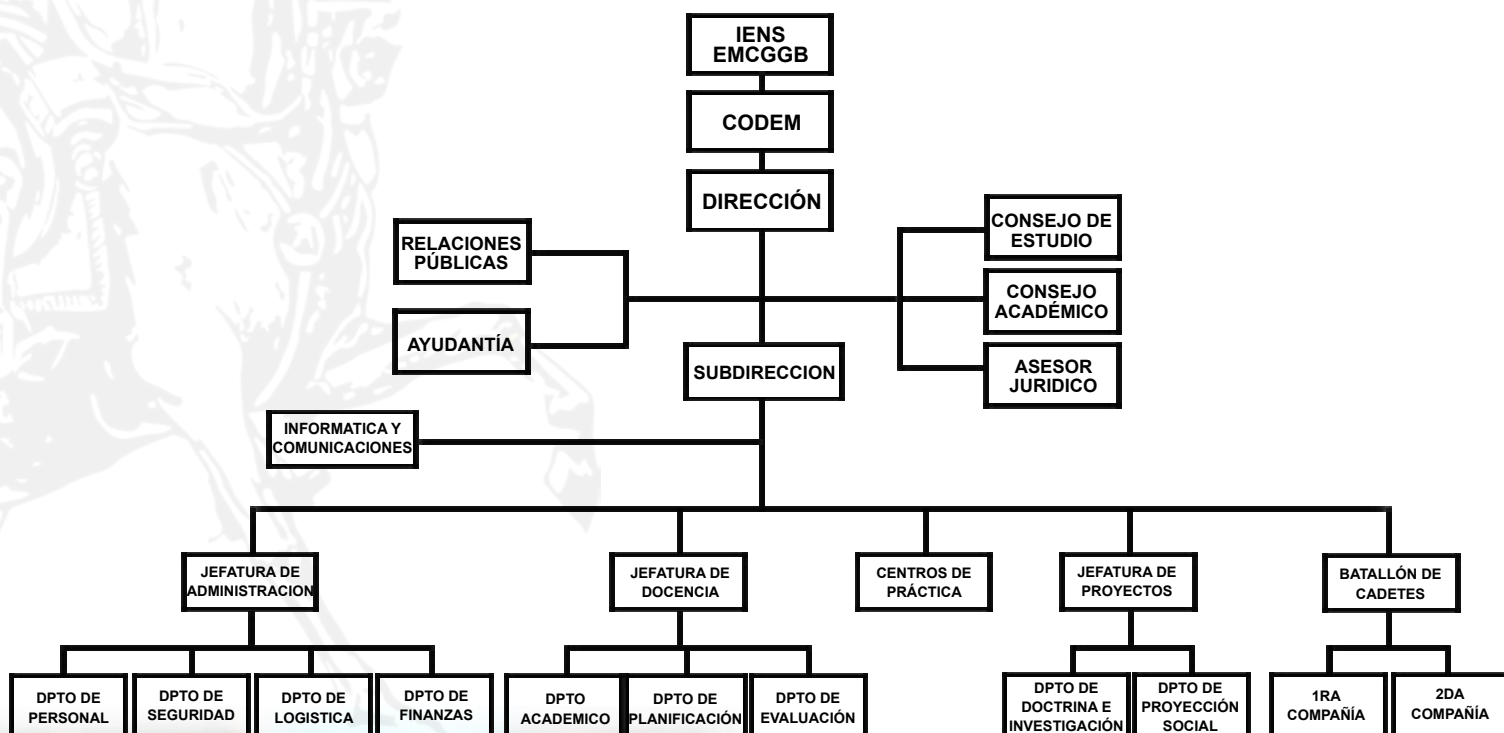 IENS
EMCGGB
CODEM
DIRECCIÓN
RELACIONES
PÚBLICAS
AYUDANTÍA
CONSEJO DE
ESTUDIO
CONSEJO
ACADÉMICO
ASESOR
JURIDICO
SUBDIRECCION
INFORMATICA Y
COMUNICACIONES
JEFATURA DE
ADMINISTRACION
JEFATURA DE
DOCENCIA
CENTROS DE
PRÁCTICA
JEFATURA DE
PROYECTOS
BATALLÓN DE
CADETES
DPTO DE
PERSONAL
DPTO DE
SEGURIDAD
DPTO DE
LOGISTICA
DPTO DE
FINANZAS
DPTO
ACADEMICO
DPTO DE
PLANIFICACIÓN
DPTO DE
EVALUACIÓN
DPTO DE
DOCTRINA E
INVESTIGACIÓN
DPTO DE
PROYECCIÓN
SOCIAL
1RA
COMPAÑÍA
2DA
COMPAÑÍA